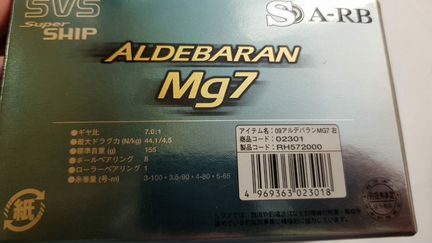 SVS
Super
SHIP
S A-RB
ALDEBARAN
Mg7
●ギヤ比 7.0:1
●最大ドラグ力(N/kg) 44.1/4.5
●標準自重(g) 155
●ボールベアリング 8
●ローラーベアリング 1
●糸巻量(号-m) 3-100・3.5-90・4-80・5-65
アイテム名:09アルデバランMG7 右
商品コード:02301
製品コード:RH572000
4 969363 023018
紙